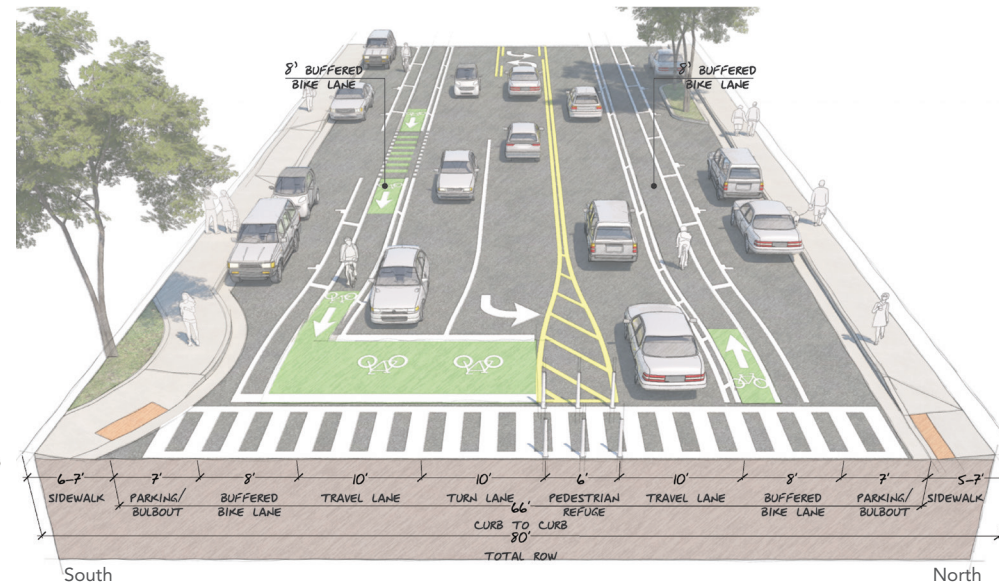 8' BUFFERED
BIKE LANE
8' BUFFERED
BIKE LANE
6-7' 7' 8' 10' 10' 6' 10' 8' 7' 5-7'
SIDEWALK PARKING/ BUFFERED TRAVEL LANE TURN LANE PEDESTRIAN TRAVEL LANE BUFFERED PARKING/ SIDEWALK
BULBOUT BIKE LANE REFUGE BIKE LANE BULBOUT
66'
CURB TO CURB
80'
TOTAL ROW
South North